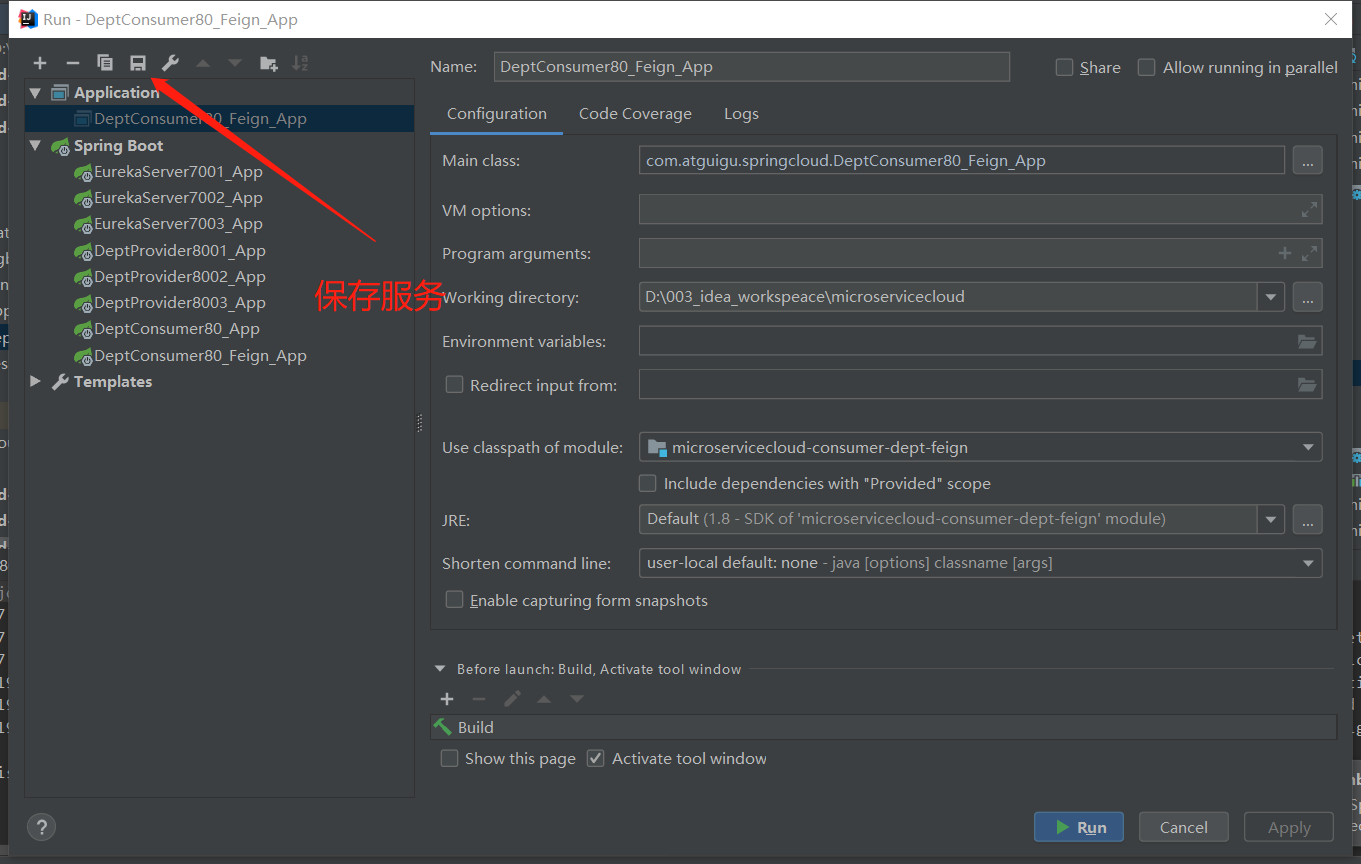 Run - DeptConsumer80_Feign_App
Name: DeptConsumer80_Feign_App Share Allow running in parallel
Application
DeptConsumer80_Feign_App
Spring Boot
EurekaServer7001_App
EurekaServer7002_App
EurekaServer7003_App
DeptProvider8001_App
DeptProvider8002_App
DeptProvider8003_App
DeptConsumer80_App
DeptConsumer80_Feign_App
Templates
保存服务
Configuration Code Coverage Logs
Main class: com.atguigu.springcloud.DeptConsumer80_Feign_App ...
VM options:
Program arguments:
Working directory: D:\003_idea_workspeace\microservicecloud ...
Environment variables:
Redirect input from:
Use classpath of module: microservicecloud-consumer-dept-feign
Include dependencies with "Provided" scope
JRE: Default (1.8 - SDK of 'microservicecloud-consumer-dept-feign' module) ...
Shorten command line: user-local default: none - java [options] classname [args]
Enable capturing form snapshots
Before launch: Build, Activate tool window
Build
Show this page Activate tool window
? Run Cancel Apply